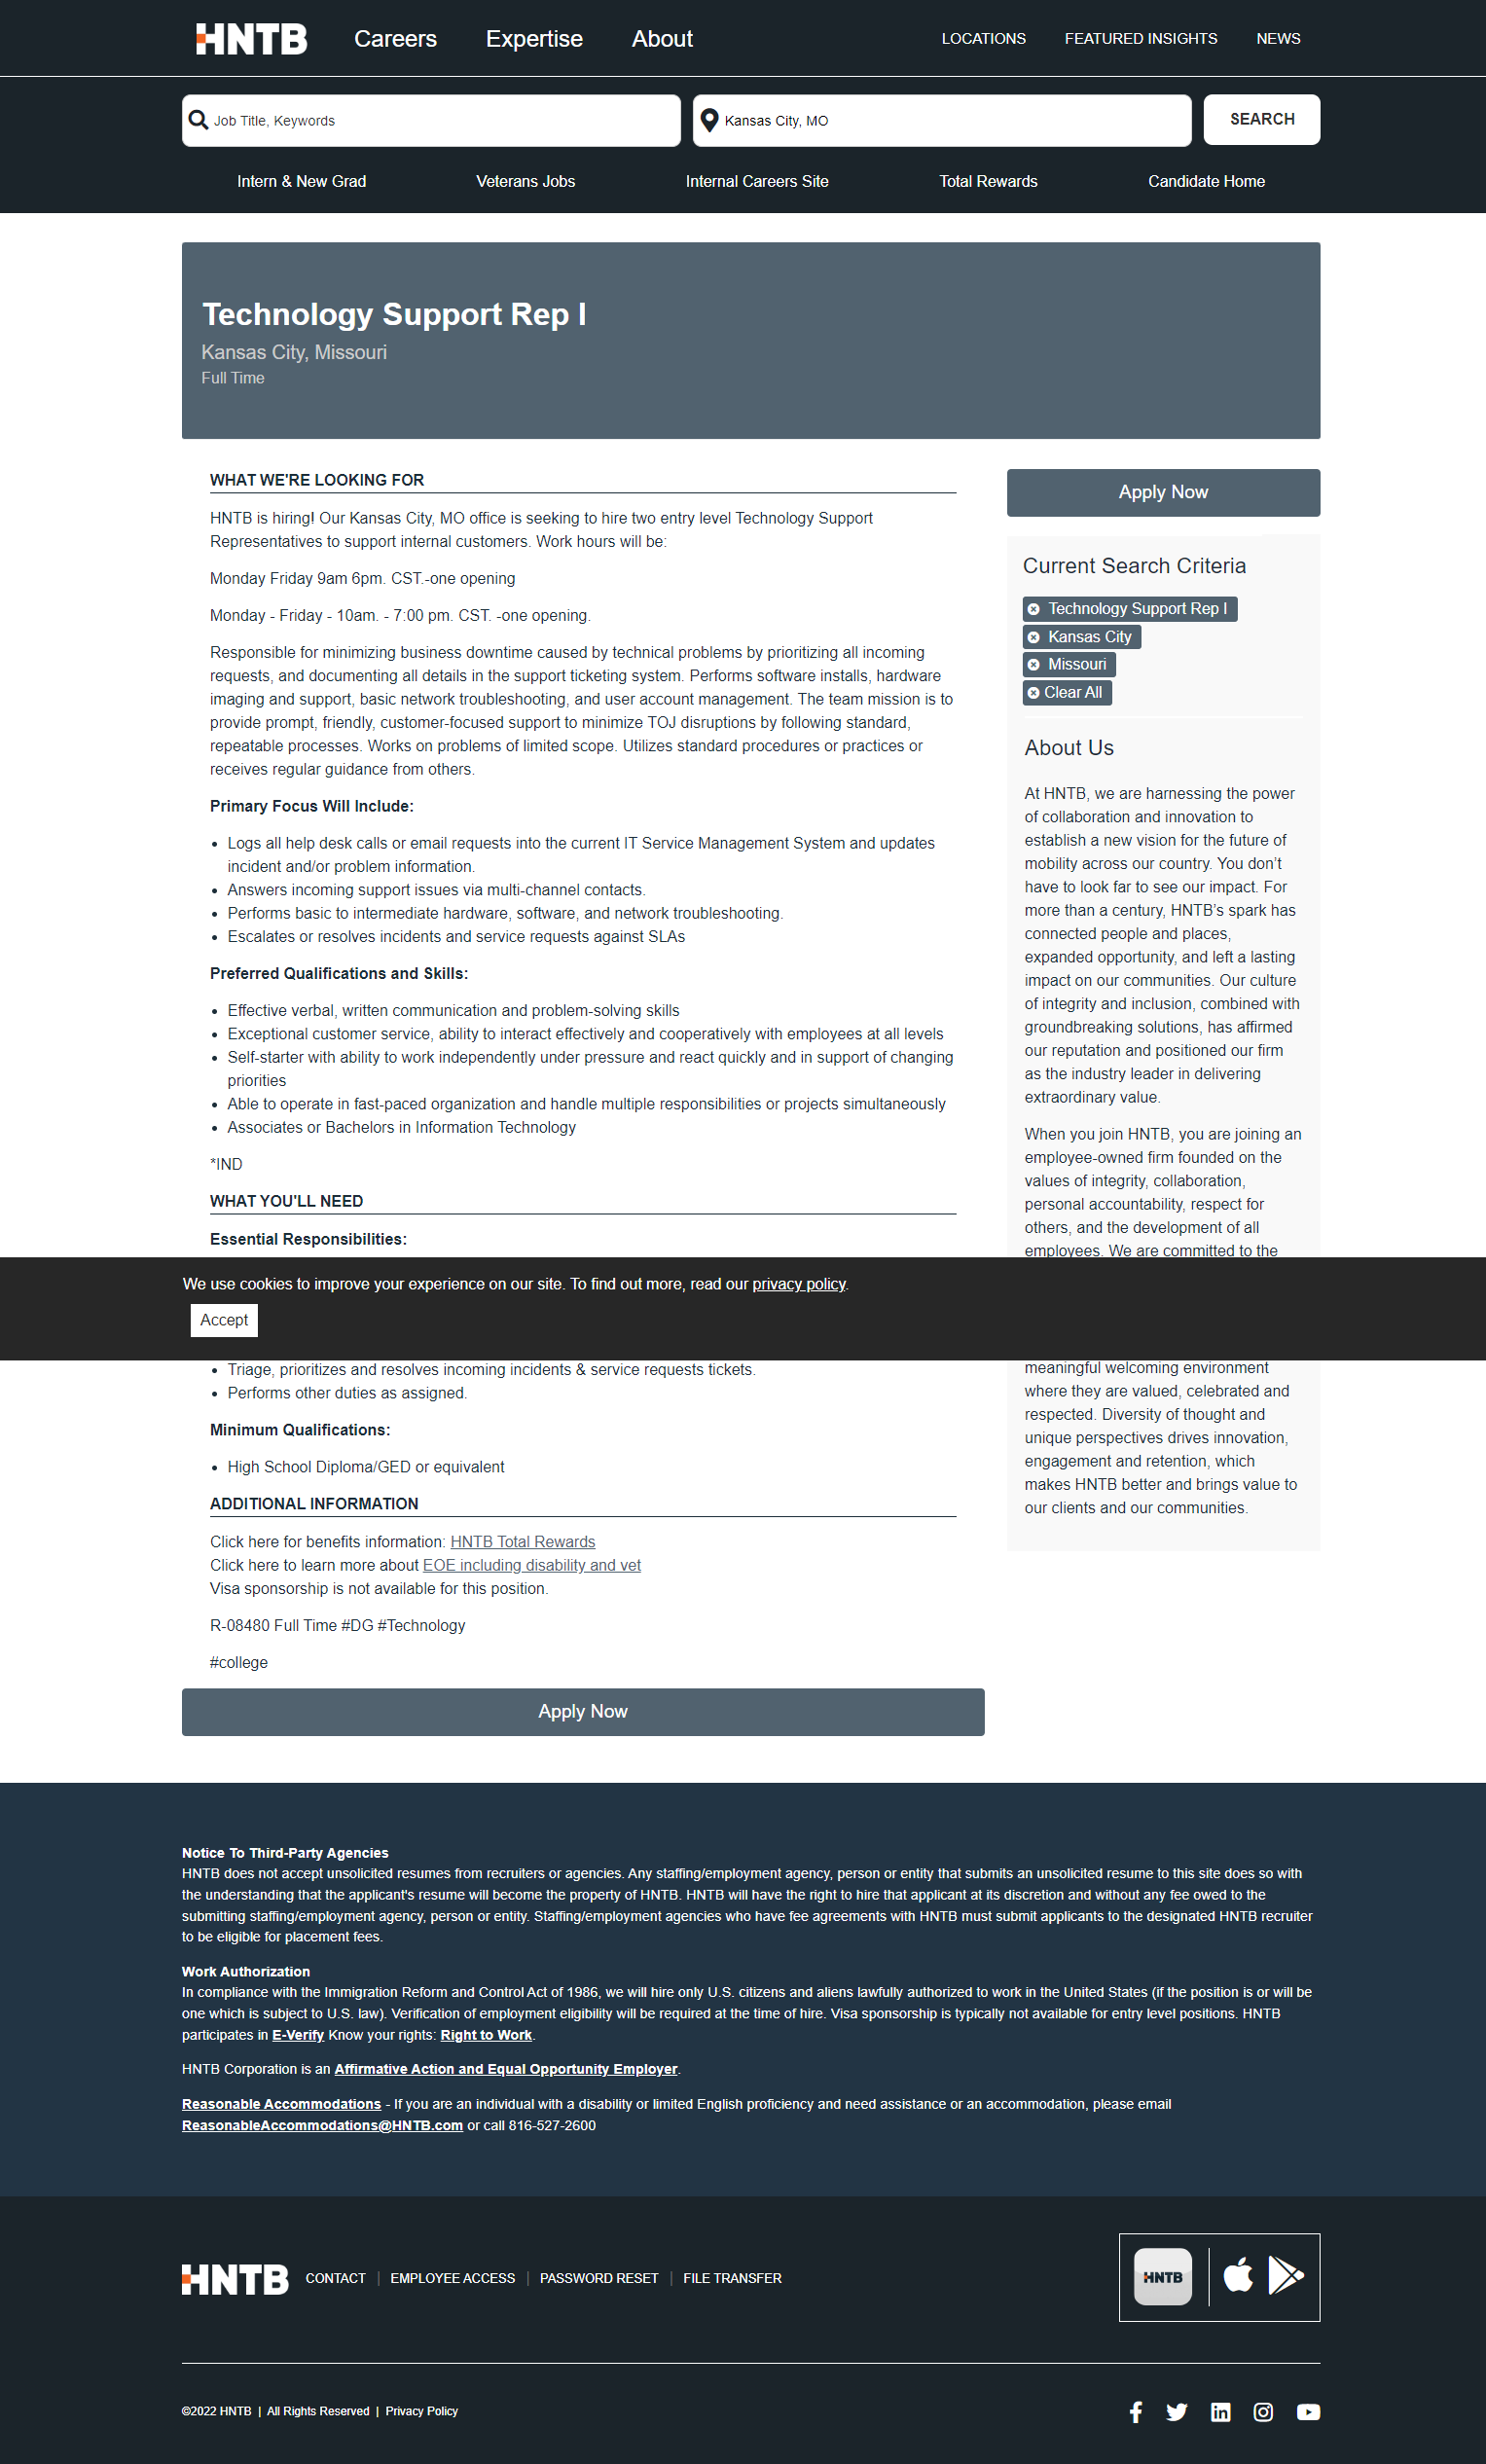 HNTB Careers Expertise About LOCATIONS FEATURED INSIGHTS NEWS
Job Title, Keywords Kansas City, MO SEARCH
Intern & New Grad Veterans Jobs Internal Careers Site Total Rewards Candidate Home
Technology Support Rep I
Kansas City, Missouri
Full Time
WHAT WE'RE LOOKING FOR
HNTB is hiring! Our Kansas City, MO office is seeking to hire two entry level Technology Support
Representatives to support internal customers. Work hours will be:
Monday Friday 9am 6pm. CST.-one opening
Monday - Friday - 10am. - 7:00 pm. CST. -one opening.
Responsible for minimizing business downtime caused by technical problems by prioritizing all incoming
requests, and documenting all details in the support ticketing system. Performs software installs, hardware
imaging and support, basic network troubleshooting, and user account management. The team mission is to
provide prompt, friendly, customer-focused support to minimize TOJ disruptions by following standard,
repeatable processes. Works on problems of limited scope. Utilizes standard procedures or practices or
receives regular guidance from others.
Primary Focus Will Include:
• Logs all help desk calls or email requests into the current IT Service Management System and updates
incident and/or problem information.
• Answers incoming support issues via multi-channel contacts.
• Performs basic to intermediate hardware, software, and network troubleshooting.
• Escalates or resolves incidents and service requests against SLAs
Preferred Qualifications and Skills:
• Effective verbal, written communication and problem-solving skills
• Exceptional customer service, ability to interact effectively and cooperatively with employees at all levels
• Self-starter with ability to work independently under pressure and react quickly and in support of changing
priorities
• Able to operate in fast-paced organization and handle multiple responsibilities or projects simultaneously
• Associates or Bachelors in Information Technology
*IND
WHAT YOU'LL NEED
Essential Responsibilities:
Apply Now
Current Search Criteria
Technology Support Rep I
Kansas City
Missouri
Clear All
About Us
At HNTB, we are harnessing the power
of collaboration and innovation to
establish a new vision for the future of
mobility across our country. You don't
have to look far to see our impact. For
more than a century, HNTB's spark has
connected people and places,
expanded opportunity, and left a lasting
impact on our communities. Our culture
of integrity and inclusion, combined with
groundbreaking solutions, has affirmed
our reputation and positioned our firm
as the industry leader in delivering
extraordinary value.
When you join HNTB, you are joining an
employee-owned firm founded on the
values of integrity, collaboration,
personal accountability, respect for
others, and the development of all
employees. We are committed to the
We use cookies to improve your experience on our site. To find out more, read our privacy policy.
Accept
• Triage, prioritizes and resolves incoming incidents & service requests tickets.
• Performs other duties as assigned.
Minimum Qualifications:
• High School Diploma/GED or equivalent
ADDITIONAL INFORMATION
Click here for benefits information: HNTB Total Rewards
Click here to learn more about EOE including disability and vet
Visa sponsorship is not available for this position.
R-08480 Full Time #DG #Technology
#college
Apply Now
meaningful welcoming environment
where they are valued, celebrated and
respected. Diversity of thought and
unique perspectives drives innovation,
engagement and retention, which
makes HNTB better and brings value to
our clients and our communities.
Notice To Third-Party Agencies
HNTB does not accept unsolicited resumes from recruiters or agencies. Any staffing/employment agency, person or entity that submits an unsolicited resume to this site does so with
the understanding that the applicant's resume will become the property of HNTB. HNTB will have the right to hire that applicant at its discretion and without any fee owed to the
submitting staffing/employment agency, person or entity. Staffing/employment agencies who have fee agreements with HNTB must submit applicants to the designated HNTB recruiter
to be eligible for placement fees.
Work Authorization
In compliance with the Immigration Reform and Control Act of 1986, we will hire only U.S. citizens and aliens lawfully authorized to work in the United States (if the position is or will be
one which is subject to U.S. law). Verification of employment eligibility will be required at the time of hire. Visa sponsorship is typically not available for entry level positions. HNTB
participates in E-Verify Know your rights: Right to Work.
HNTB Corporation is an Affirmative Action and Equal Opportunity Employer.
Reasonable Accommodations - If you are an individual with a disability or limited English proficiency and need assistance or an accommodation, please email
ReasonableAccommodations@HNTB.com or call 816-527-2600
HNTB CONTACT | EMPLOYEE ACCESS | PASSWORD RESET | FILE TRANSFER
HNTB
©2022 HNTB | All Rights Reserved | Privacy Policy